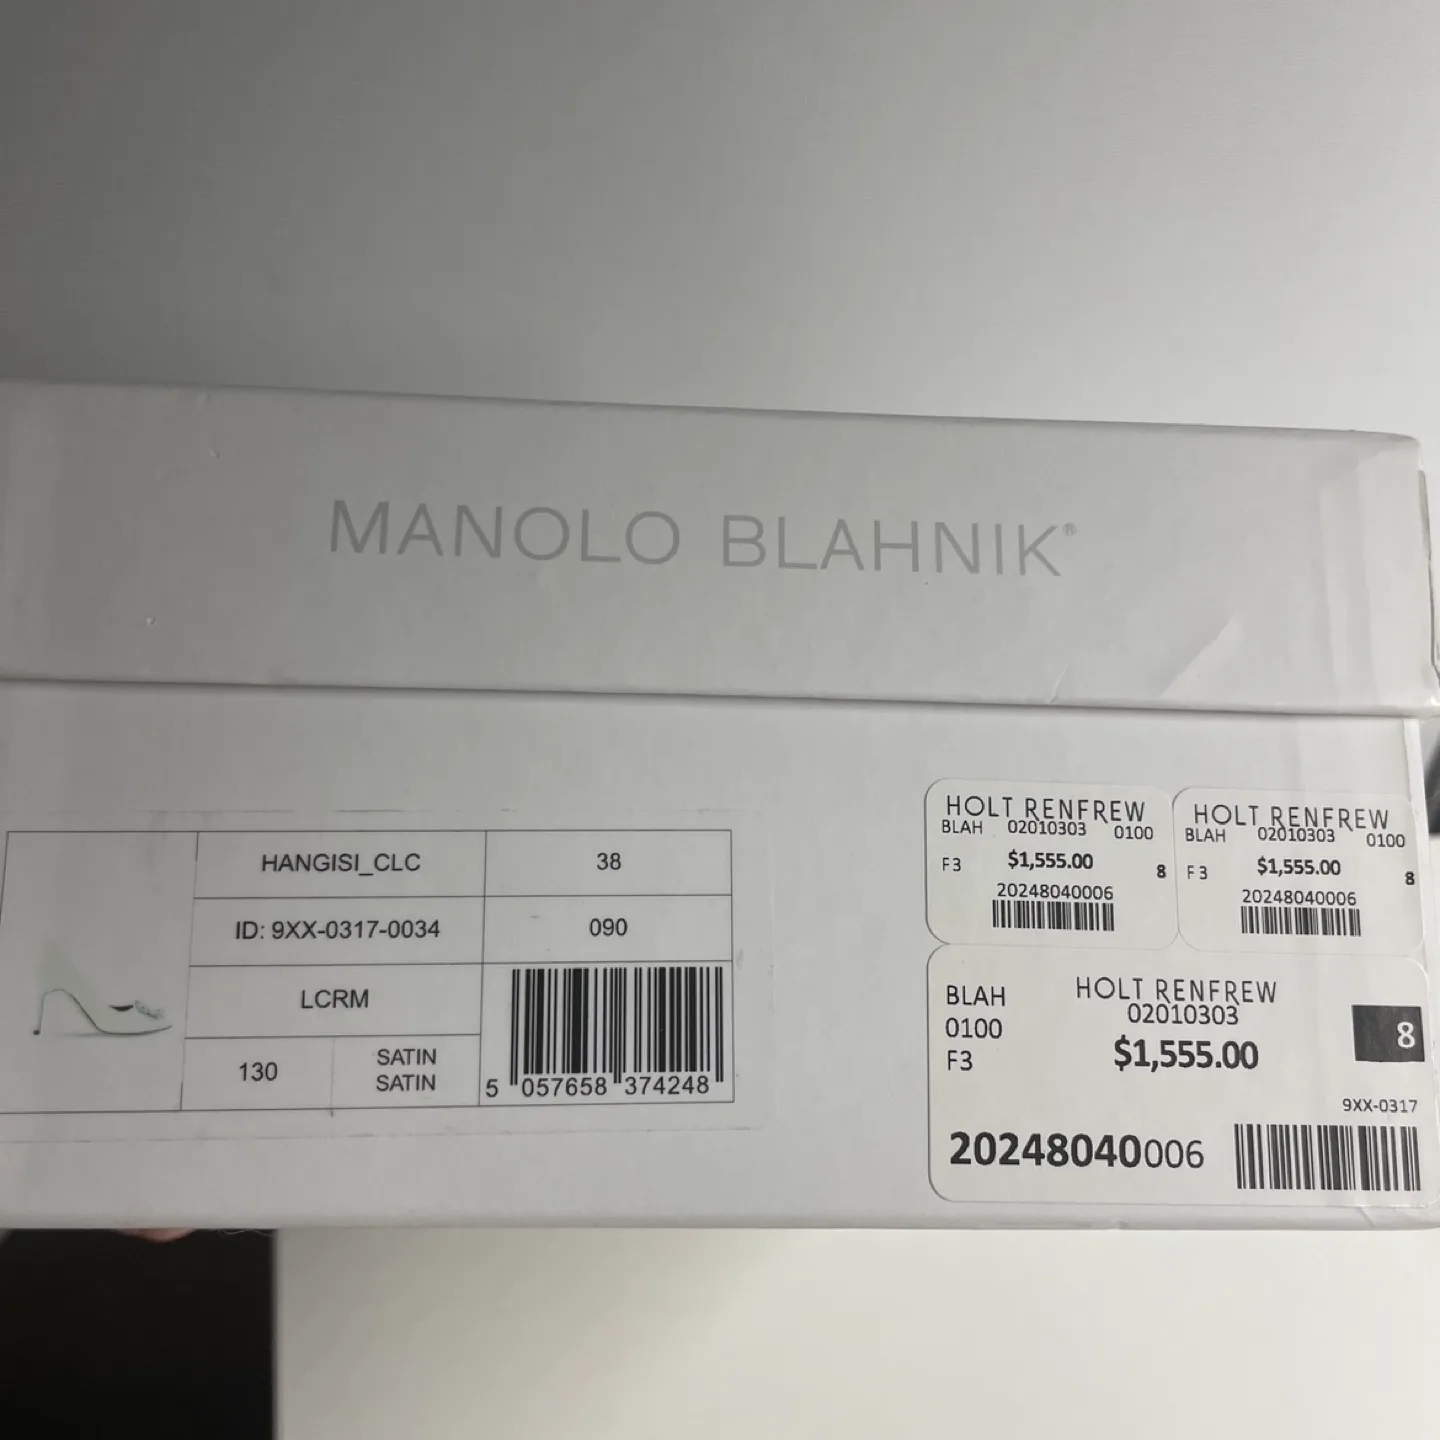 MANOLO BLAHNIK®
HANGISI_CLC 38
ID: 9XX-0317-0034 090
LCRM
130 SATIN
SATIN
5 057658 374248
HOLT RENFREW
BLAH 02010303 0100
F3 $1,555.00 8
20248040006
HOLT RENFREW
BLAH 02010303 0100
F3 $1,555.00 8
20248040006
BLAH HOLT RENFREW
0100 02010303 8
F3 $1,555.00
9XX-0317
20248040006